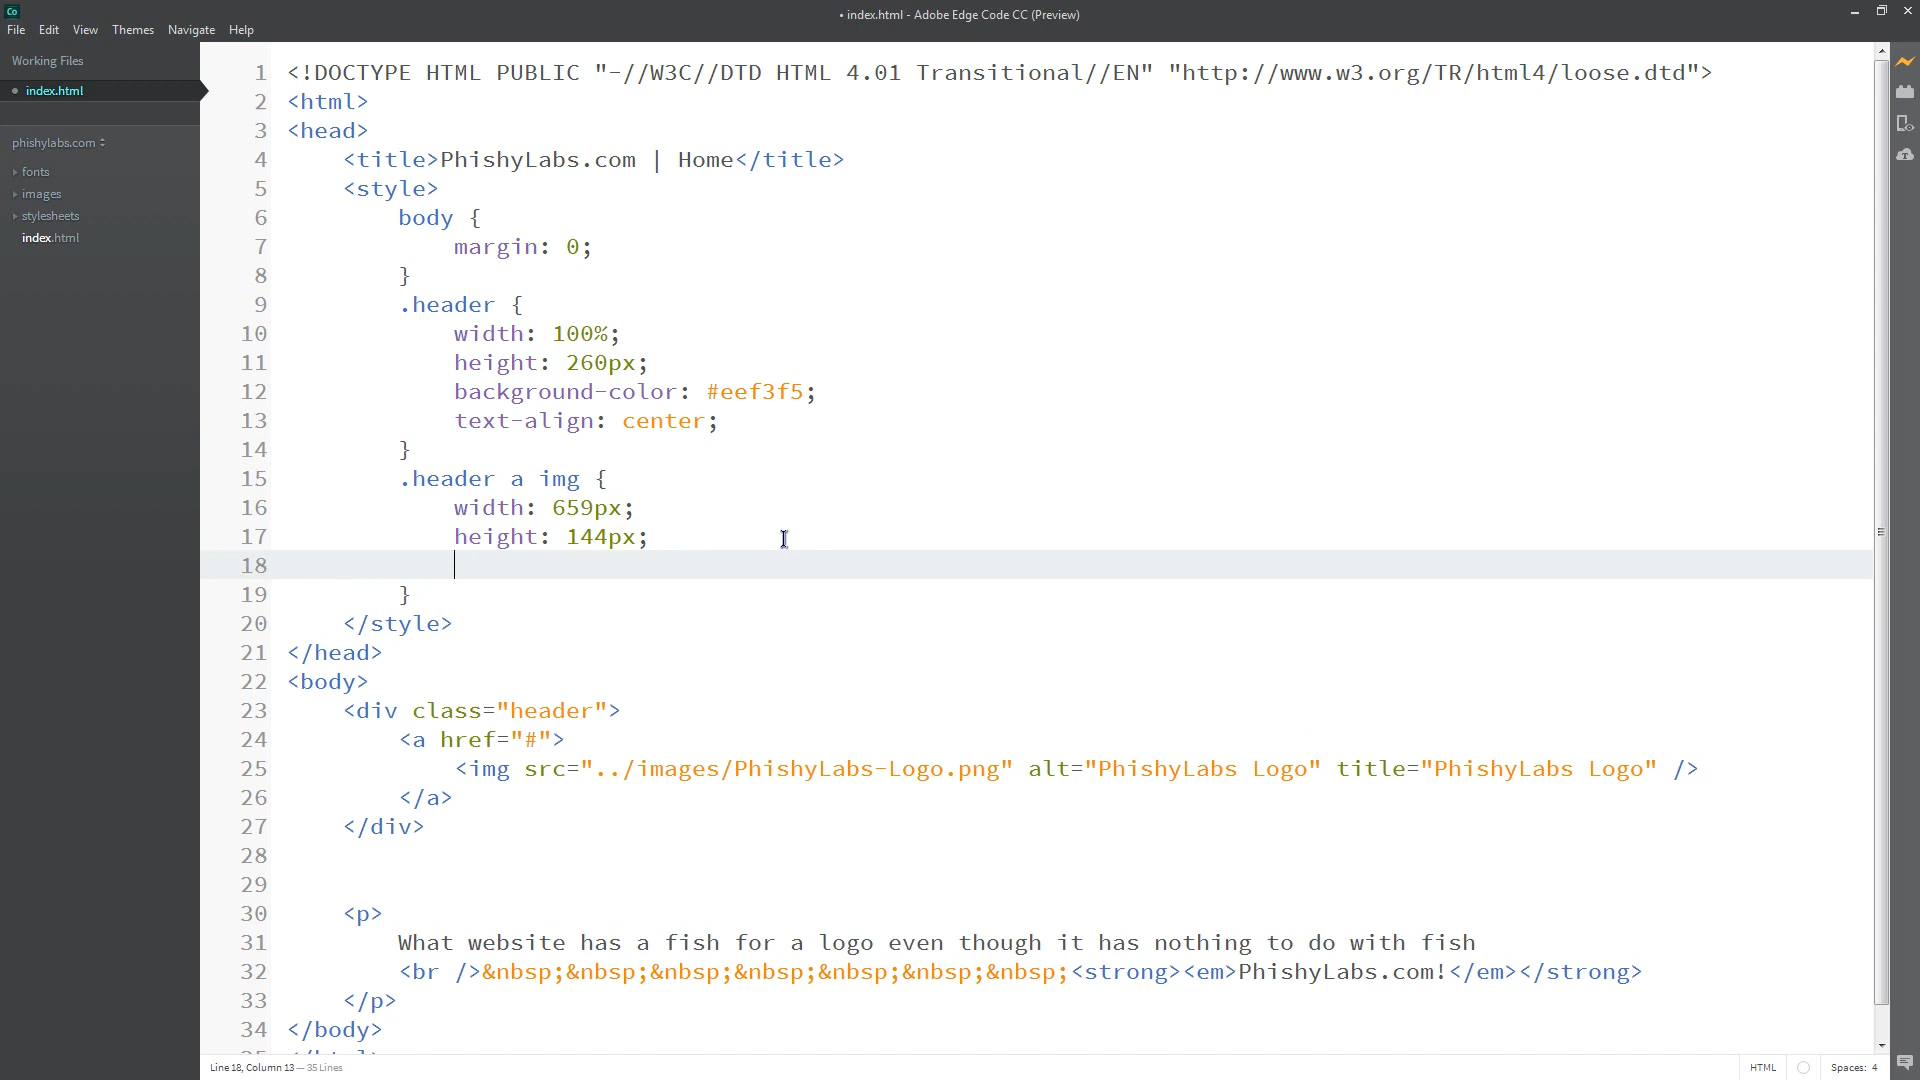 Co
• index.html - Adobe Edge Code CC (Preview)
File Edit View Themes Navigate Help
Working Files
index.html
phishylabs.com
fonts
images
stylesheets
index.html
1 <!DOCTYPE HTML PUBLIC "-//W3C//DTD HTML 4.01 Transitional//EN" "http://www.w3.org/TR/html4/loose.dtd">
2 <html>
3 <head>
4     <title>PhishyLabs.com | Home</title>
5     <style>
6         body {
7             margin: 0;
8         }
9         .header {
10             width: 100%;
11             height: 260px;
12             background-color: #eef3f5;
13             text-align: center;
14         }
15         .header a img {
16             width: 659px;
17             height: 144px;
18
19         }
20     </style>
21 </head>
22 <body>
23     <div class="header">
24         <a href="#">
25             <img src="../images/PhishyLabs-Logo.png" alt="PhishyLabs Logo" title="PhishyLabs Logo" />
26         </a>
27     </div>
28
29
30     <p>
31         What website has a fish for a logo even though it has nothing to do with fish
32         <br />&nbsp;&nbsp;&nbsp;&nbsp;&nbsp;&nbsp;&nbsp;<strong><em>PhishyLabs.com!</em></strong>
33     </p>
34 </body>
Line 18, Column 13 — 35 Lines
HTML
Spaces: 4